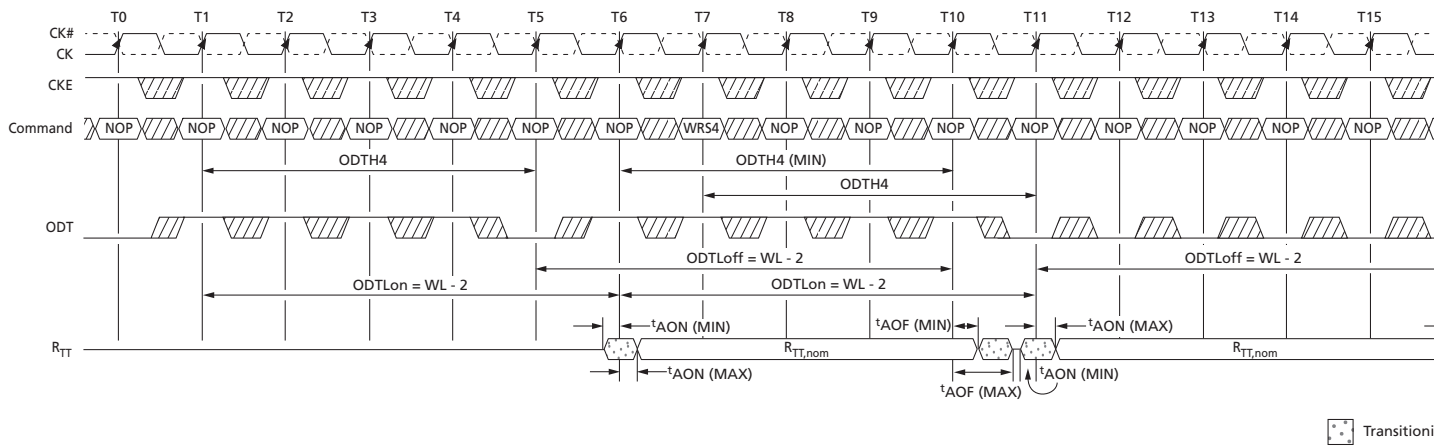 T0 T1 T2 T3 T4 T5 T6 T7 T8 T9 T10 T11 T12 T13 T14 T15
CK#
CK
CKE
Command NOP NOP NOP NOP NOP NOP NOP WRS4 NOP NOP NOP NOP NOP NOP NOP NOP
ODTH4 ODTH4 (MIN)
ODTH4
ODT
ODTLoff = WL - 2 ODTLoff = WL - 2
ODTLon = WL - 2 ODTLon = WL - 2
tAON (MIN) tAOF (MIN) tAON (MAX)
RTT RTT,nom RTT,nom
tAON (MAX) tAON (MIN)
tAOF (MAX)
Transitioni